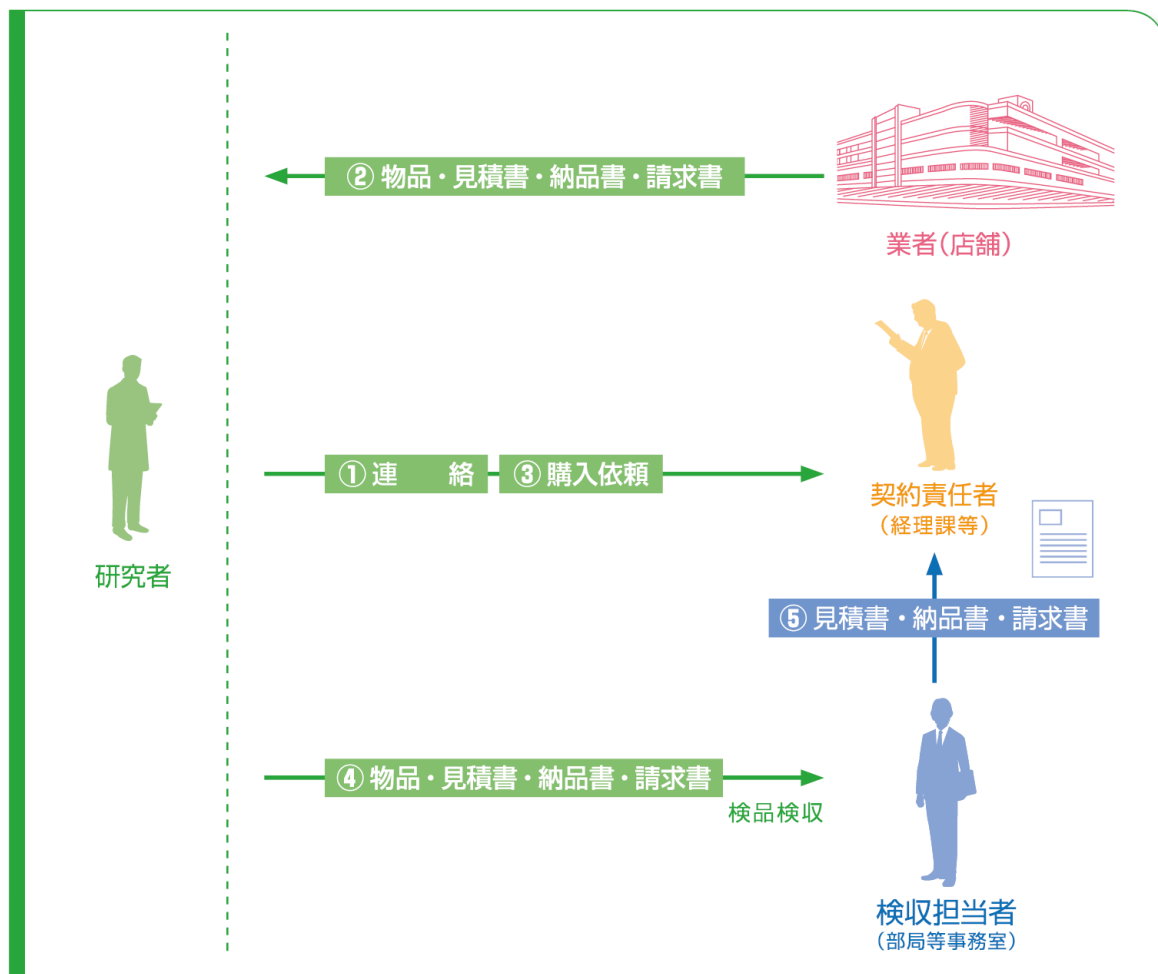 ② 物品・見積書・納品書・請求書
業者(店舗)
① 連　　絡
③ 購入依頼
契約責任者
(経理課等)
研究者
⑤ 見積書・納品書・請求書
④ 物品・見積書・納品書・請求書
検品検収
検収担当者
(部局等事務室)